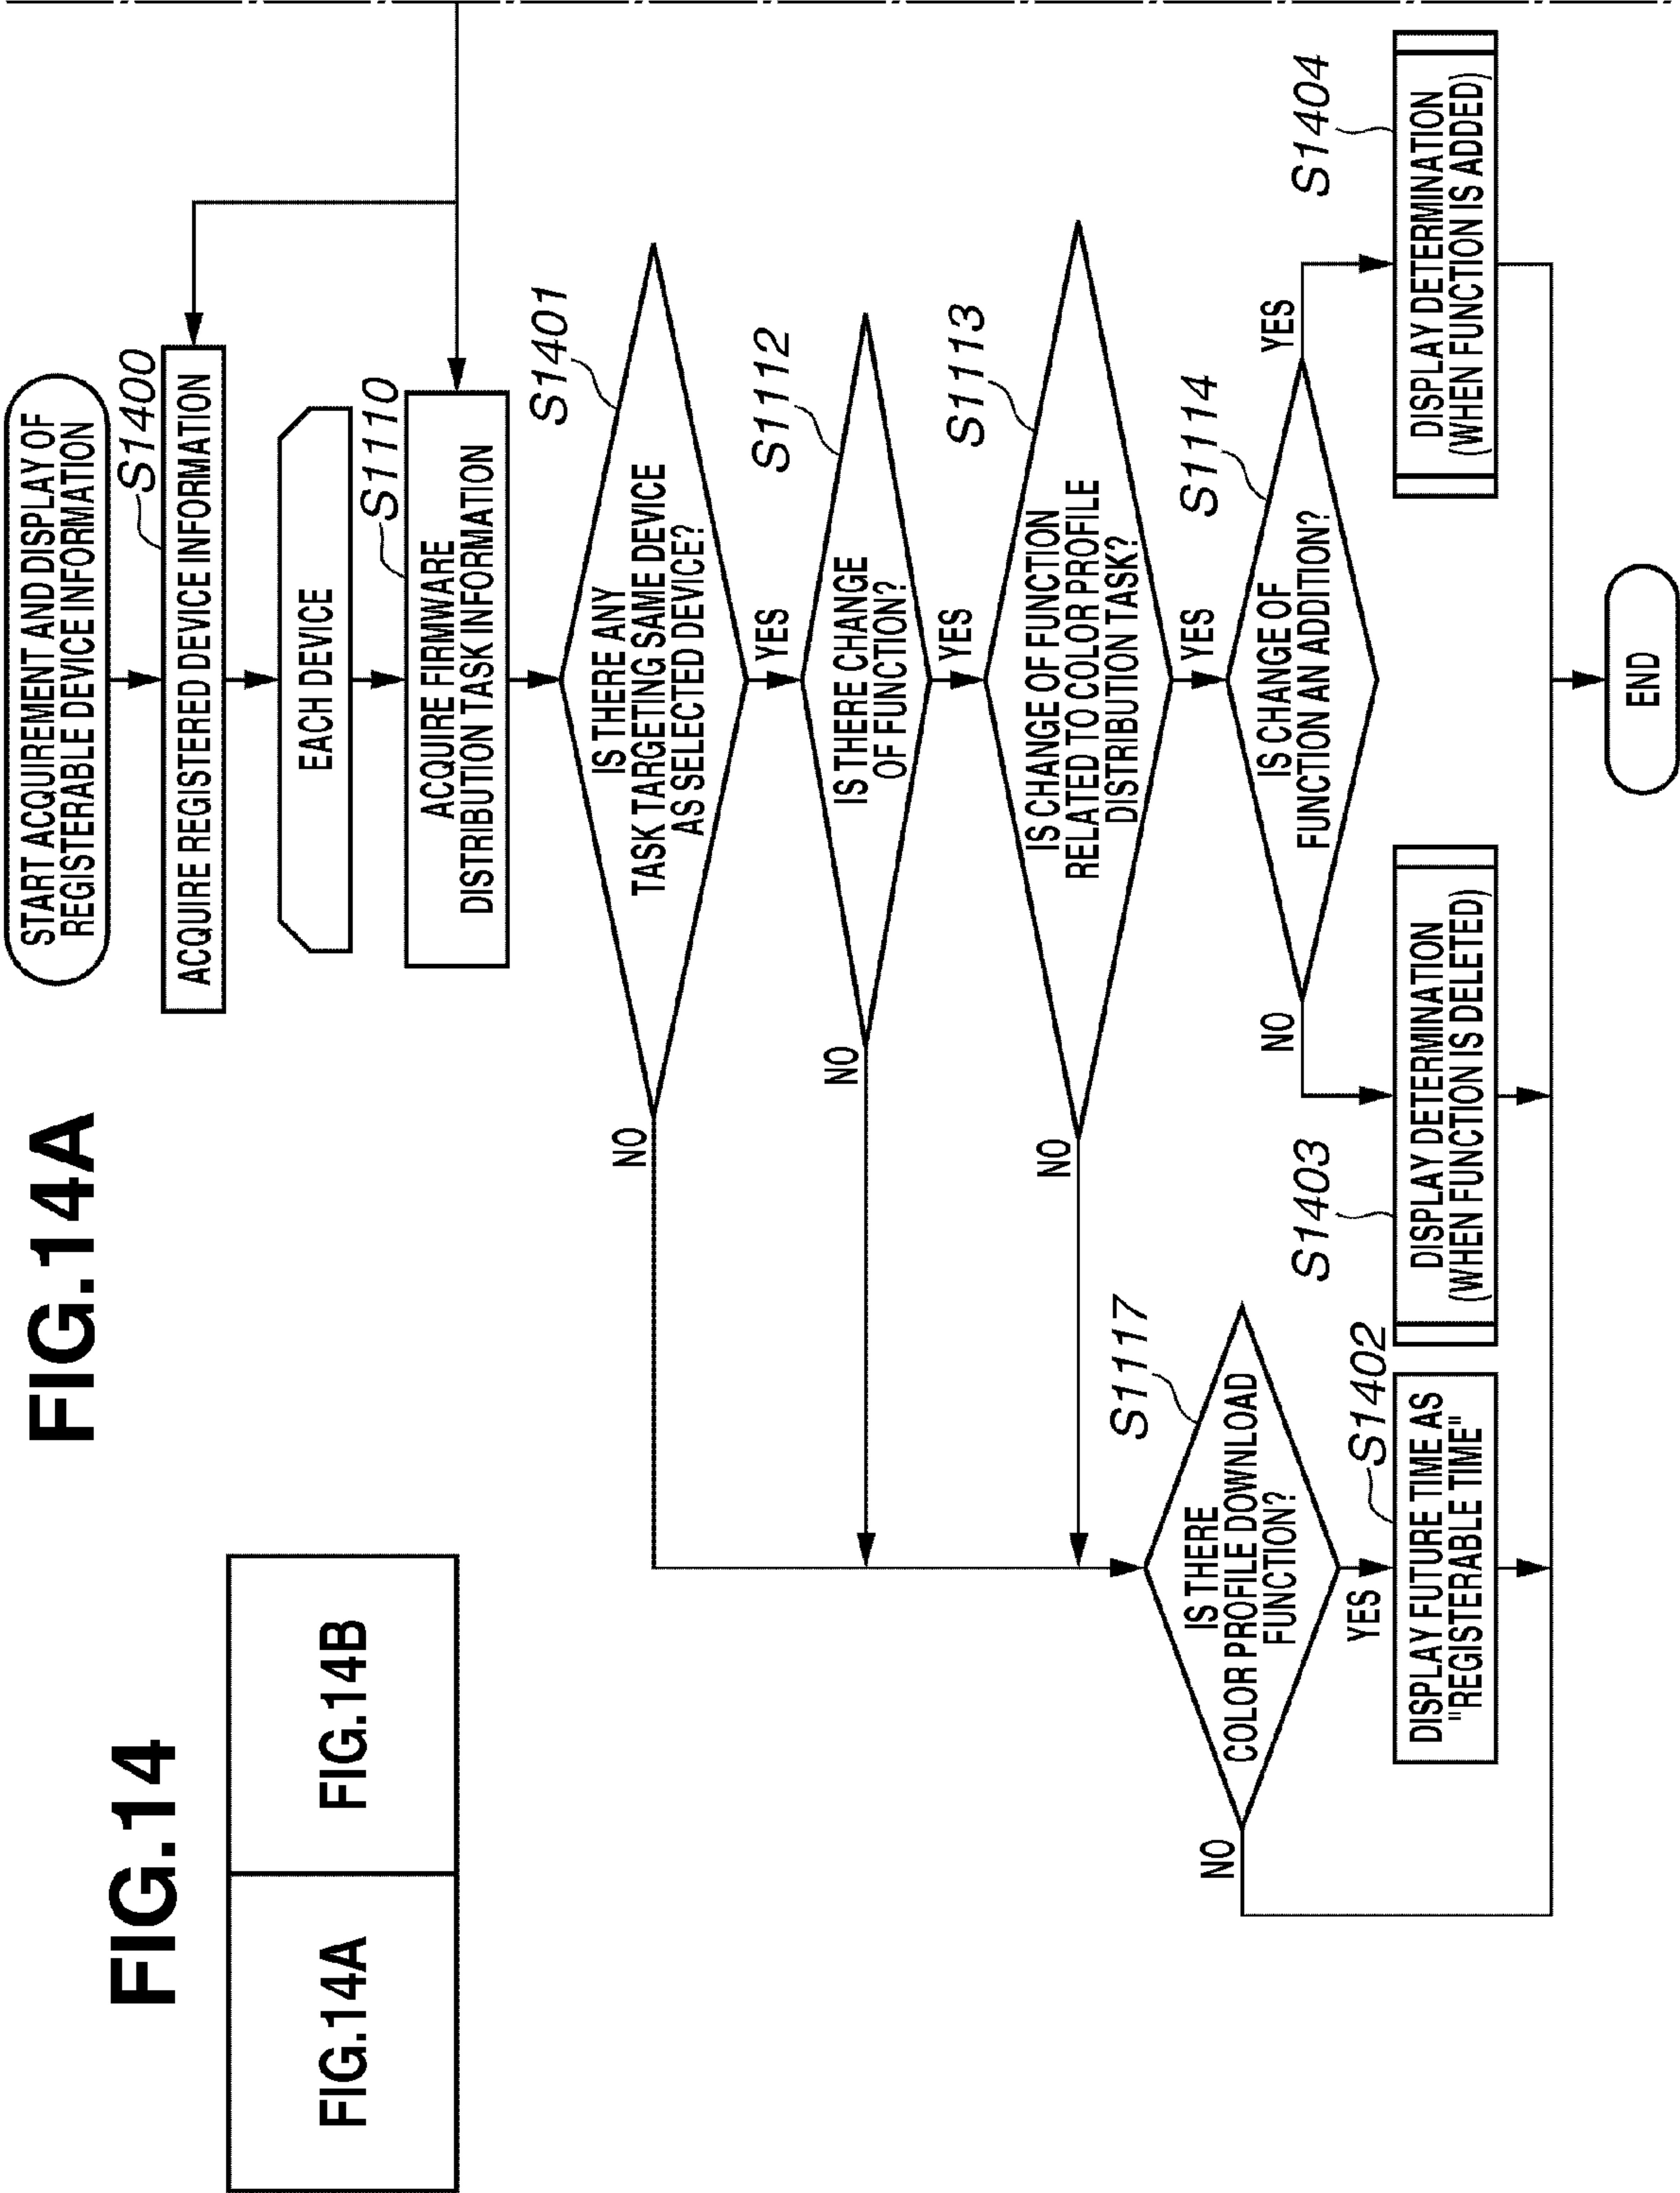 FIG.14
FIG.14A
FIG.14B
FIG.14A
START ACQUIREMENT AND DISPLAY OF
REGISTERABLE DEVICE INFORMATION
S1400
ACQUIRE REGISTERED DEVICE INFORMATION
EACH DEVICE
S1110
ACQUIRE FIRMWARE
DISTRIBUTION TASK INFORMATION
S1401
IS THERE ANY
TASK TARGETING SAME DEVICE
AS SELECTED DEVICE?
NO
YES
S1112
IS THERE CHANGE
OF FUNCTION?
NO
YES
S1113
IS CHANGE OF FUNCTION
RELATED TO COLOR PROFILE
DISTRIBUTION TASK?
NO
YES
S1117
IS THERE
COLOR PROFILE DOWNLOAD
FUNCTION?
NO
YES
S1114
IS CHANGE OF
FUNCTION AN ADDITION?
NO
YES
S1402
DISPLAY FUTURE TIME AS
"REGISTERABLE TIME"
S1403
DISPLAY DETERMINATION
(WHEN FUNCTION IS DELETED)
S1404
DISPLAY DETERMINATION
(WHEN FUNCTION IS ADDED)
END